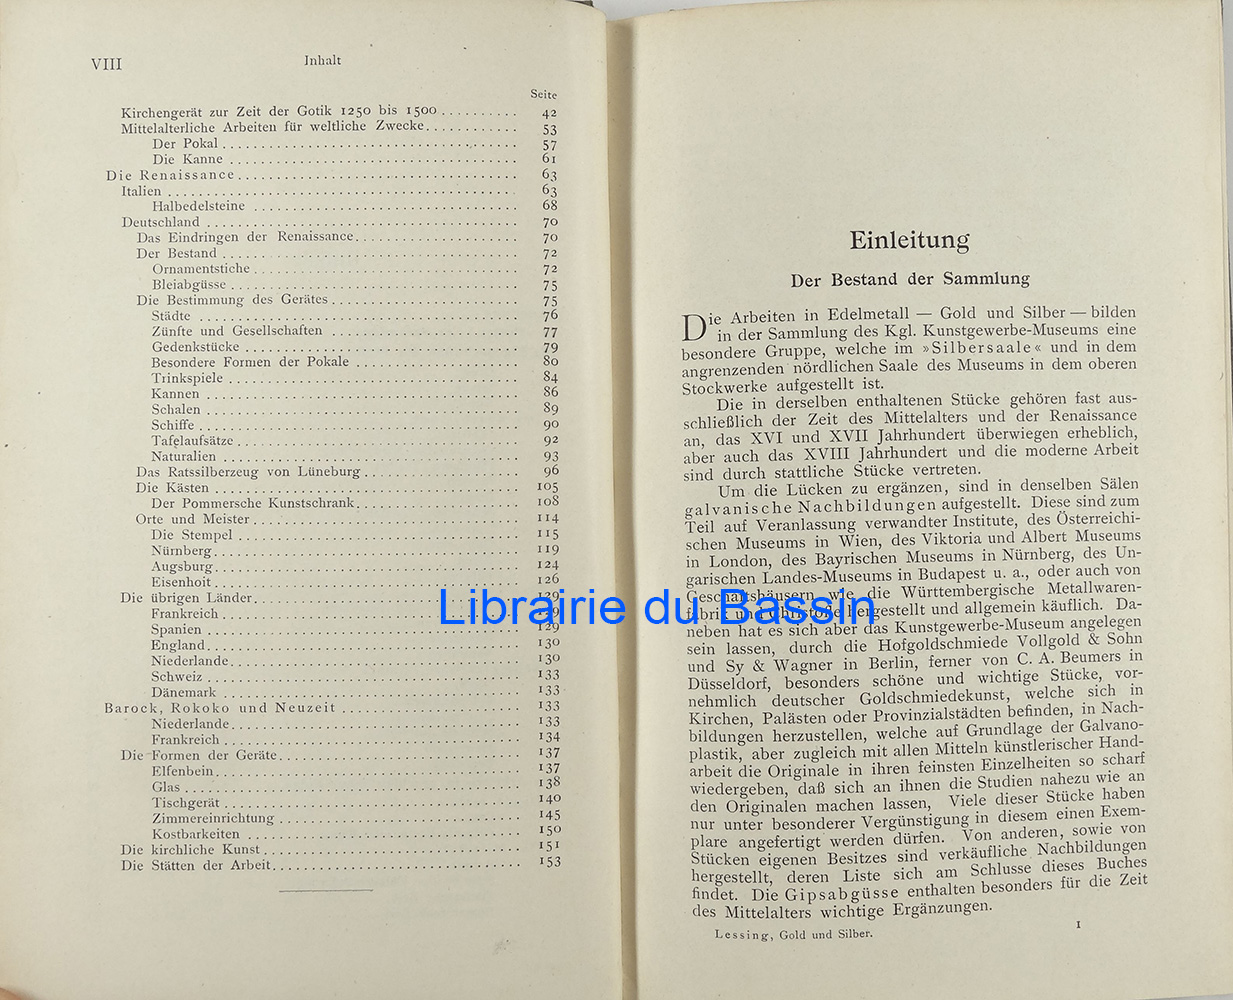 VIII
Inhalt
Seite
Kirchengerät zur Zeit der Gotik 1250 bis 1500 . . . . . . . . . . 42
Mittelalterliche Arbeiten für weltliche Zwecke . . . . . . . . . . 53
Der Pokal . . . . . . . . . . 57
Die Kanne . . . . . . . . . . 61
Die Renaissance . . . . . . . . . . 63
Italien . . . . . . . . . . 63
Halbedelsteine . . . . . . . . . . 68
Deutschland . . . . . . . . . . 70
Das Eindringen der Renaissance . . . . . . . . . . 70
Der Bestand . . . . . . . . . . 72
Ornamentstiche . . . . . . . . . . 72
Bleiabgüsse . . . . . . . . . . 75
Die Bestimmung des Gerätes . . . . . . . . . . 75
Städte . . . . . . . . . . 76
Zünfte und Gesellschaften . . . . . . . . . . 77
Gedenkstücke . . . . . . . . . . 79
Besondere Formen der Pokale . . . . . . . . . . 80
Trinkspiele . . . . . . . . . . 84
Kannen . . . . . . . . . . 86
Schalen . . . . . . . . . . 89
Schiffe . . . . . . . . . . 90
Tafelaufsätze . . . . . . . . . . 92
Naturalien . . . . . . . . . . 93
Das Ratssilberzeug von Lüneburg . . . . . . . . . . 96
Die Kästen . . . . . . . . . . 105
Der Pommersche Kunstschrank . . . . . . . . . . 108
Orte und Meister . . . . . . . . . . 114
Die Stempel . . . . . . . . . . 115
Nürnberg . . . . . . . . . . 119
Augsburg . . . . . . . . . . 124
Eisenhoit . . . . . . . . . . 126
Die übrigen Länder . . . . . . . . . . 129
Frankreich . . . . . . . . . . 129
Spanien . . . . . . . . . . 129
England . . . . . . . . . . 130
Niederlande . . . . . . . . . . 130
Schweiz . . . . . . . . . . 133
Dänemark . . . . . . . . . . 133
Barock, Rokoko und Neuzeit . . . . . . . . . . 133
Niederlande . . . . . . . . . . 133
Frankreich . . . . . . . . . . 134
Die Formen der Geräte . . . . . . . . . . 137
Elfenbein . . . . . . . . . . 137
Glas . . . . . . . . . . 138
Tischgerät . . . . . . . . . . 140
Zimmereinrichtung . . . . . . . . . . 145
Kostbarkeiten . . . . . . . . . . 150
Die kirchliche Kunst . . . . . . . . . . 151
Die Stätten der Arbeit . . . . . . . . . . 153
Einleitung
Der Bestand der Sammlung
Die Arbeiten in Edelmetall — Gold und Silber — bilden
in der Sammlung des Kgl. Kunstgewerbe-Museums eine
besondere Gruppe, welche im »Silbersaale« und in dem
angrenzenden nördlichen Saale des Museums in dem oberen
Stockwerke aufgestellt ist.
Die in derselben enthaltenen Stücke gehören fast aus-
schließlich der Zeit des Mittelalters und der Renaissance
an, das XVI und XVII Jahrhundert überwiegen erheblich,
aber auch das XVIII Jahrhundert und die moderne Arbeit
sind durch stattliche Stücke vertreten.
Um die Lücken zu ergänzen, sind in denselben Sälen
galvanische Nachbildungen aufgestellt. Diese sind zum
Teil auf Veranlassung verwandter Institute, des Österreichi-
schen Museums in Wien, des Viktoria und Albert Museums
in London, des Bayrischen Museums in Nürnberg, des Un-
garischen Landes-Museums in Budapest u. a., oder auch von
Geschäftshäusern wie die Württembergische Metallwaren-
fabrik und Christofle hergestellt und allgemein käuflich. Da-
neben hat es sich aber das Kunstgewerbe-Museum angelegen
sein lassen, durch die Hofgoldschmiede Vollgold & Sohn
und Sy & Wagner in Berlin, ferner von C. A. Beumers in
Düsseldorf, besonders schöne und wichtige Stücke, vor-
nehmlich deutscher Goldschmiedekunst, welche sich in
Kirchen, Palästen oder Provinzialstädten befinden, in Nach-
bildungen herzustellen, welche auf Grundlage der Galvano-
plastik, aber zugleich mit allen Mitteln künstlerischer Hand-
arbeit die Originale in ihren feinsten Einzelheiten so scharf
wiedergeben, daß sich an ihnen die Studien nahezu wie an
den Originalen machen lassen, Viele dieser Stücke haben
nur unter besonderer Vergünstigung in diesem einen Exem-
plare angefertigt werden dürfen. Von anderen, sowie von
Stücken eigenen Besitzes sind verkäufliche Nachbildungen
hergestellt, deren Liste sich am Schlusse dieses Buches
findet. Die Gipsabgüsse enthalten besonders für die Zeit
des Mittelalters wichtige Ergänzungen.
Lessing, Gold und Silber.
1
Librairie du Bassin